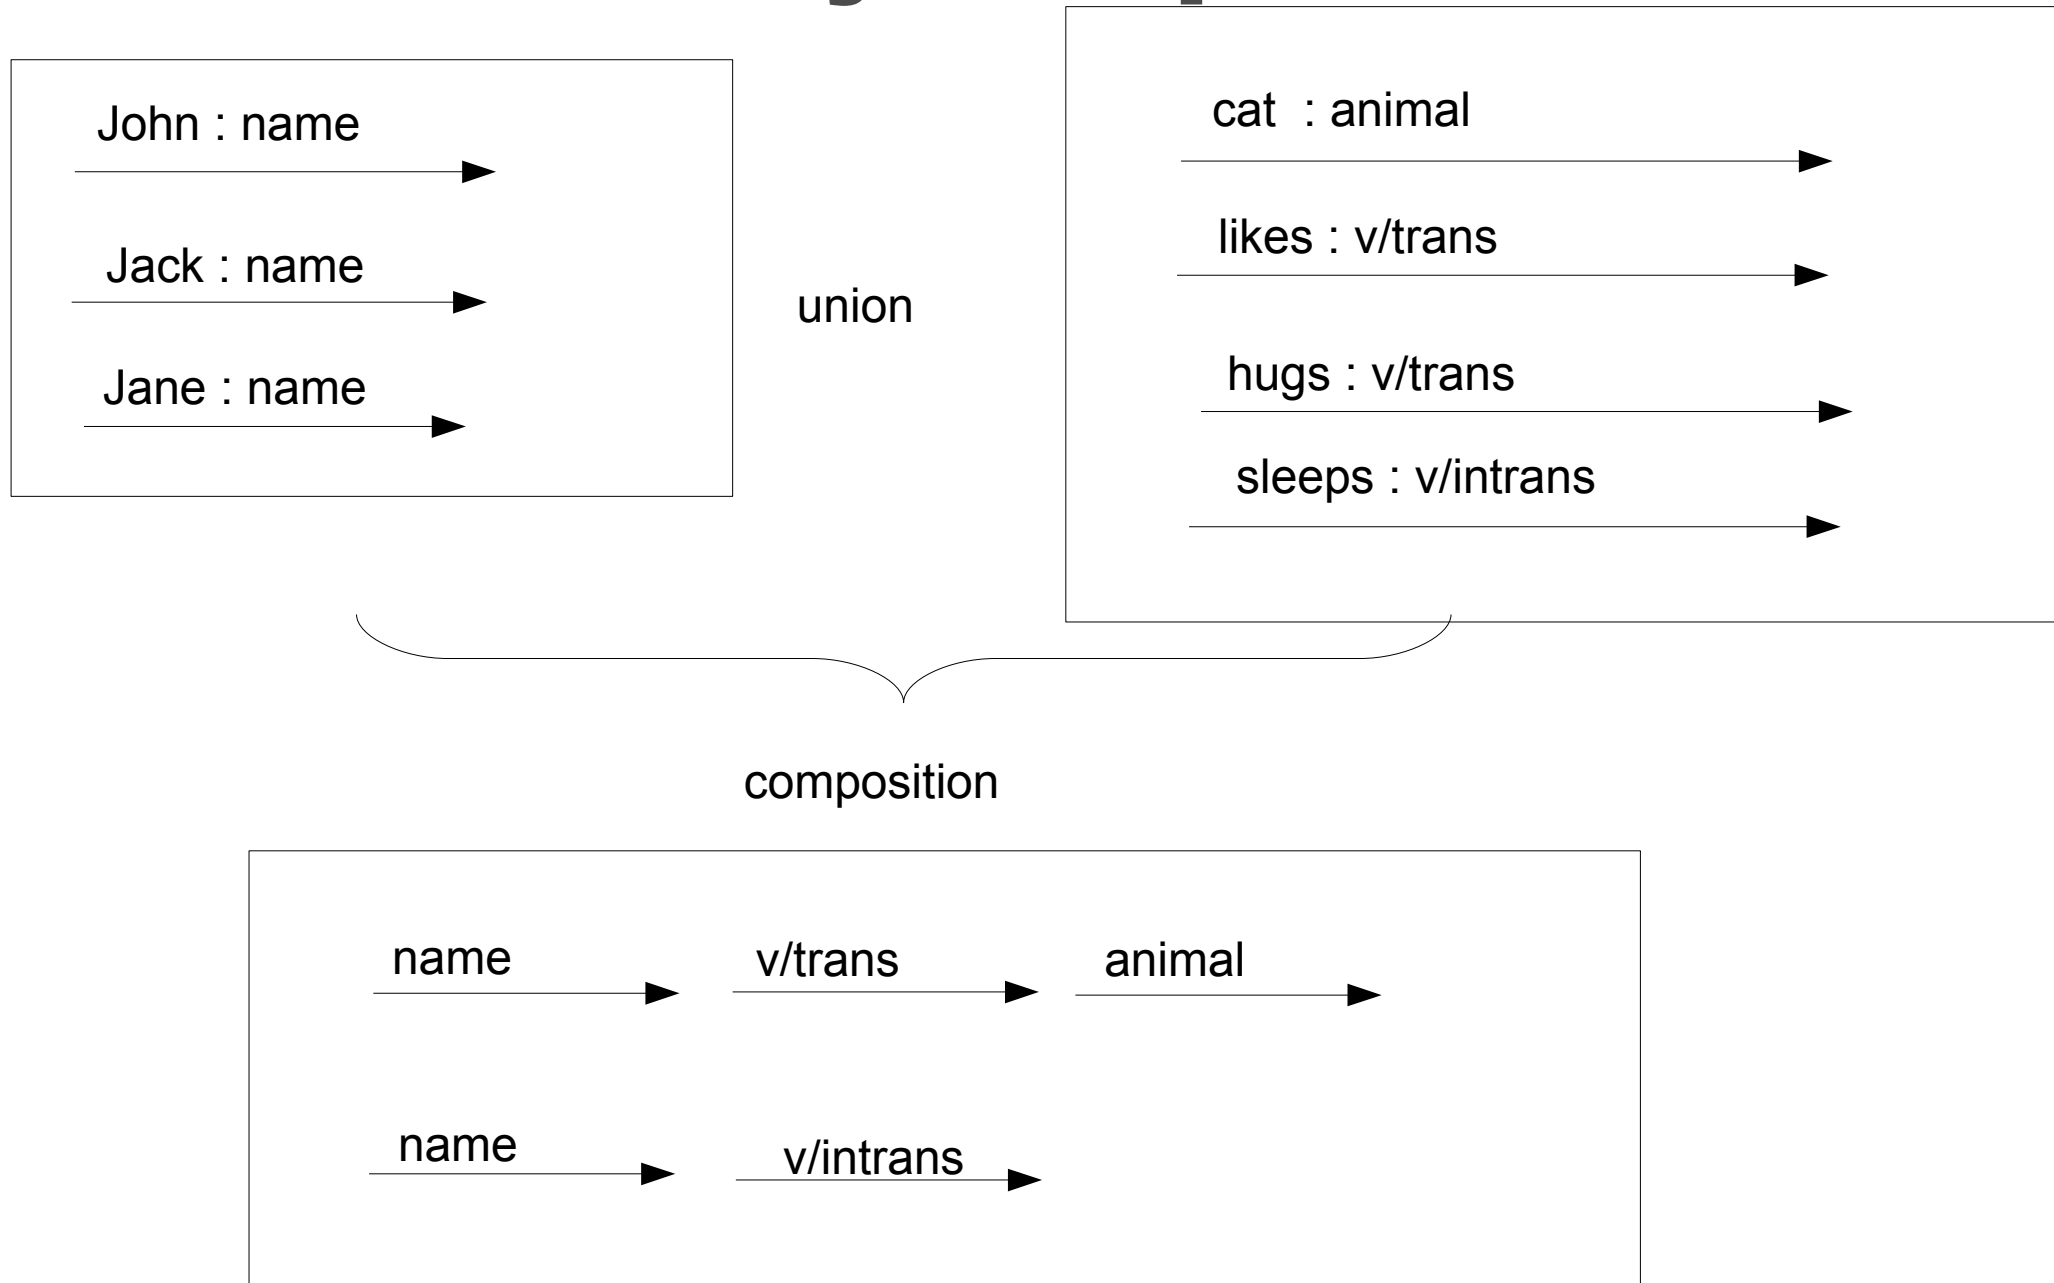 John : name
Jack : name
Jane : name
union
cat : animal
likes : v/trans
hugs : v/trans
sleeps : v/intrans
composition
name v/trans animal
name v/intrans